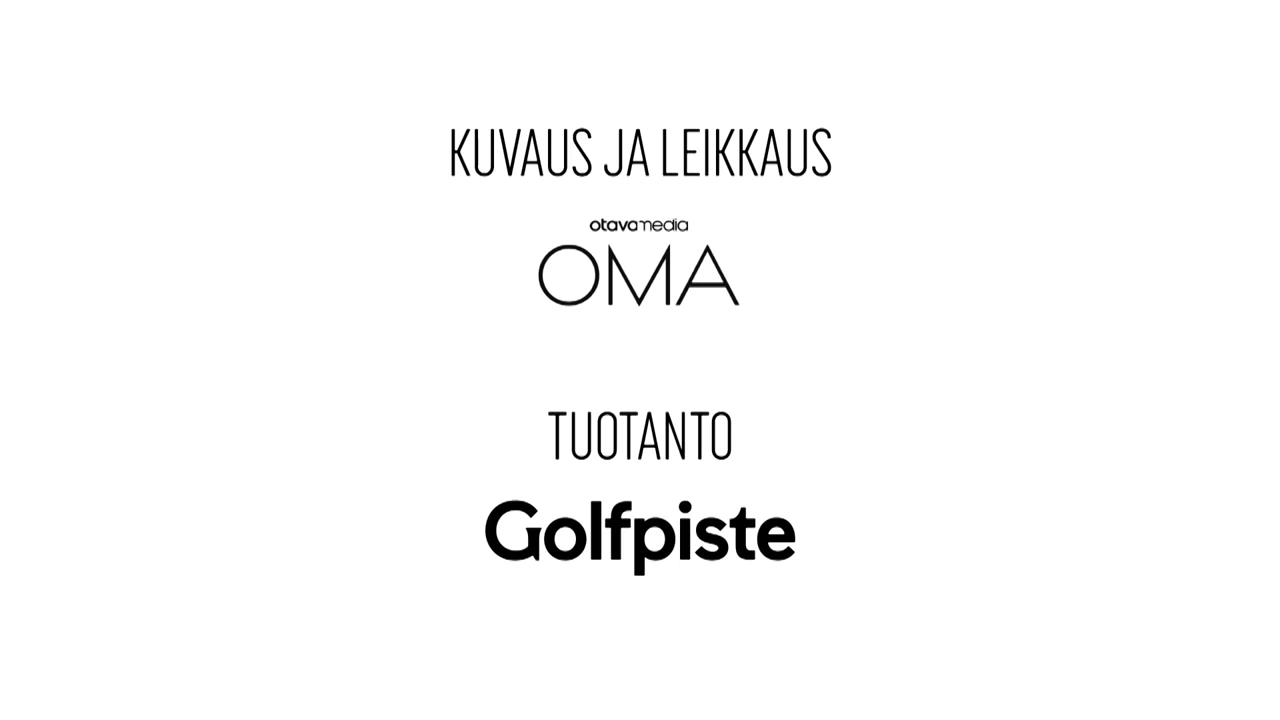 KUVAUS JA LEIKKAUS
otavamedia
OMA
TUOTANTO
Golfpiste